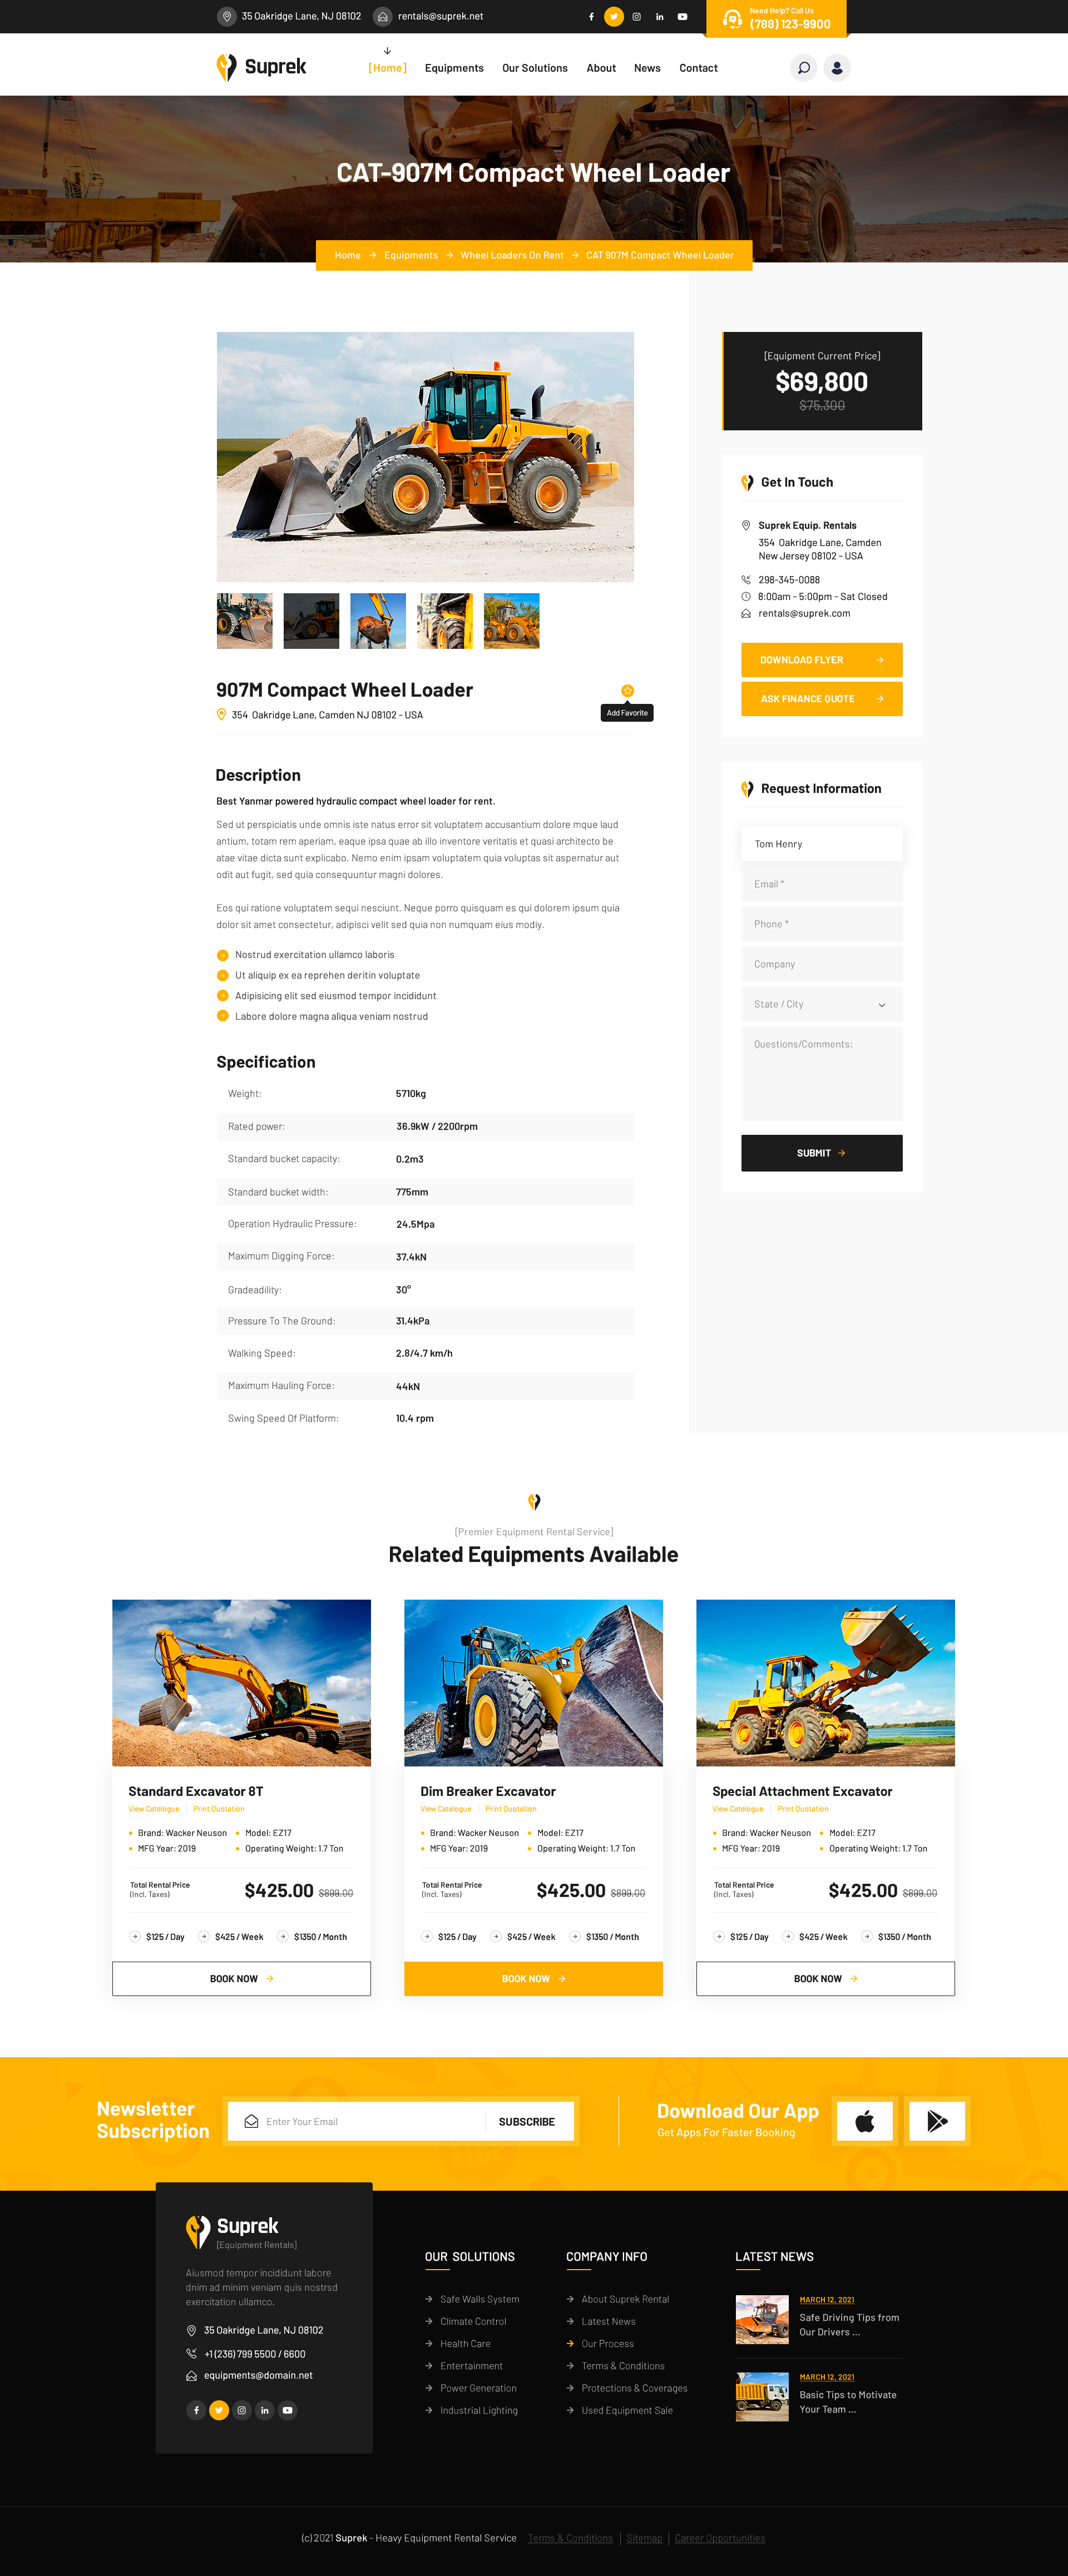 35 Oakridge Lane, NJ 08102
rentals@suprek.net
Need Help? Call Us
(788) 123-9900
Suprek
[Home]
Equipments
Our Solutions
About
News
Contact
CAT-907M Compact Wheel Loader
Home
Equipments
Wheel Loaders On Rent
CAT 907M Compact Wheel Loader
907M Compact Wheel Loader
354 Oakridge Lane, Camden NJ 08102 - USA
Add Favorite
Description
Best Yanmar powered hydraulic compact wheel loader for rent.
Sed ut perspiciatis unde omnis iste natus error sit voluptatem accusantium dolore mque laud
antium, totam rem aperiam, eaque ipsa quae ab illo inventore veritatis et quasi architecto be
atae vitae dicta sunt explicabo. Nemo enim ipsam voluptatem quia voluptas sit aspernatur aut
odit aut fugit, sed quia consequuntur magni dolores.
Eos qui ratione voluptatem sequi nesciunt. Neque porro quisquam es qui dolorem ipsum quia
dolor sit amet consectetur, adipisci velit sed quia non numquam eius modiy.
Nostrud exercitation ullamco laboris
Ut aliquip ex ea reprehen deritin voluptate
Adipisicing elit sed eiusmod tempor incididunt
Labore dolore magna aliqua veniam nostrud
Specification
Weight: 5710kg
Rated power: 36.9kW / 2200rpm
Standard bucket capacity: 0.2m3
Standard bucket width: 775mm
Operation Hydraulic Pressure: 24.5Mpa
Maximum Digging Force: 37.4kN
Gradeadility: 30°
Pressure To The Ground: 31.4kPa
Walking Speed: 2.8/4.7 km/h
Maximum Hauling Force: 44kN
Swing Speed Of Platform: 10.4 rpm
[Equipment Current Price]
$69,800
$75,300
Get In Touch
Suprek Equip. Rentals
354 Oakridge Lane, Camden
New Jersey 08102 - USA
298-345-0088
8:00am - 5:00pm - Sat Closed
rentals@suprek.com
DOWNLOAD FLYER
ASK FINANCE QUOTE
Request Information
Tom Henry
Email *
Phone *
Company
State / City
Questions/Comments:
SUBMIT
[Premier Equipment Rental Service]
Related Equipments Available
Standard Excavator 8T
View Catelogue
Print Quotation
Brand: Wacker Neuson
Model: EZ17
MFG Year: 2019
Operating Weight: 1.7 Ton
Total Rental Price
(Incl. Taxes)
$425.00 $899.00
$125 / Day
$425 / Week
$1350 / Month
BOOK NOW
Dim Breaker Excavator
View Catelogue
Print Quotation
Brand: Wacker Neuson
Model: EZ17
MFG Year: 2019
Operating Weight: 1.7 Ton
Total Rental Price
(Incl. Taxes)
$425.00 $899.00
$125 / Day
$425 / Week
$1350 / Month
BOOK NOW
Special Attachment Excavator
View Catelogue
Print Quotation
Brand: Wacker Neuson
Model: EZ17
MFG Year: 2019
Operating Weight: 1.7 Ton
Total Rental Price
(Incl. Taxes)
$425.00 $899.00
$125 / Day
$425 / Week
$1350 / Month
BOOK NOW
Newsletter
Subscription
Enter Your Email
SUBSCRIBE
Download Our App
Get Apps For Faster Booking
Suprek
[Equipment Rentals]
Aiusmod tempor incididunt labore
dnim ad minim veniam quis nostrsd
exercitation ullamco.
35 Oakridge Lane, NJ 08102
+1 (236) 799 5500 / 6600
equipments@domain.net
OUR SOLUTIONS
Safe Walls System
Climate Control
Health Care
Entertainment
Power Generation
Industrial Lighting
COMPANY INFO
About Suprek Rental
Latest News
Our Process
Terms & Conditions
Protections & Coverages
Used Equipment Sale
LATEST NEWS
MARCH 12, 2021
Safe Driving Tips from
Our Drivers ...
MARCH 12, 2021
Basic Tips to Motivate
Your Team ...
(c) 2021 Suprek - Heavy Equipment Rental Service
Terms & Conditions
Sitemap
Career Opportunities